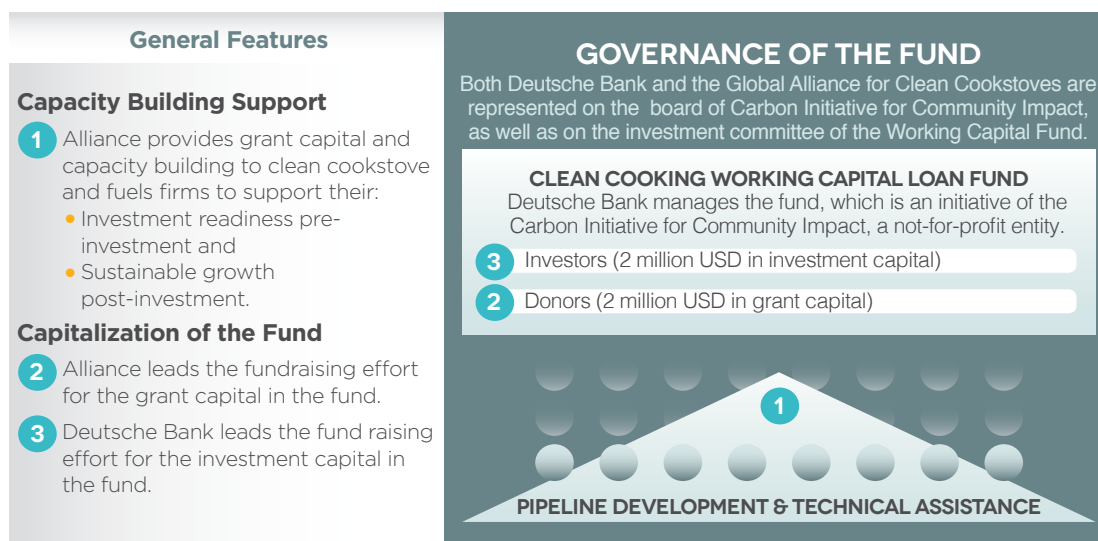 General Features
Capacity Building Support
1 Alliance provides grant capital and
capacity building to clean cookstove
and fuels firms to support their:
• Investment readiness pre-
investment and
• Sustainable growth
post-investment.
Capitalization of the Fund
2 Alliance leads the fundraising effort
for the grant capital in the fund.
3 Deutsche Bank leads the fund raising
effort for the investment capital in
the fund.
GOVERNANCE OF THE FUND
Both Deutsche Bank and the Global Alliance for Clean Cookstoves are
represented on the board of Carbon Initiative for Community Impact,
as well as on the investment committee of the Working Capital Fund.
CLEAN COOKING WORKING CAPITAL LOAN FUND
Deutsche Bank manages the fund, which is an initiative of the
Carbon Initiative for Community Impact, a not-for-profit entity.
3 Investors (2 million USD in investment capital)
2 Donors (2 million USD in grant capital)
1
PIPELINE DEVELOPMENT & TECHNICAL ASSISTANCE